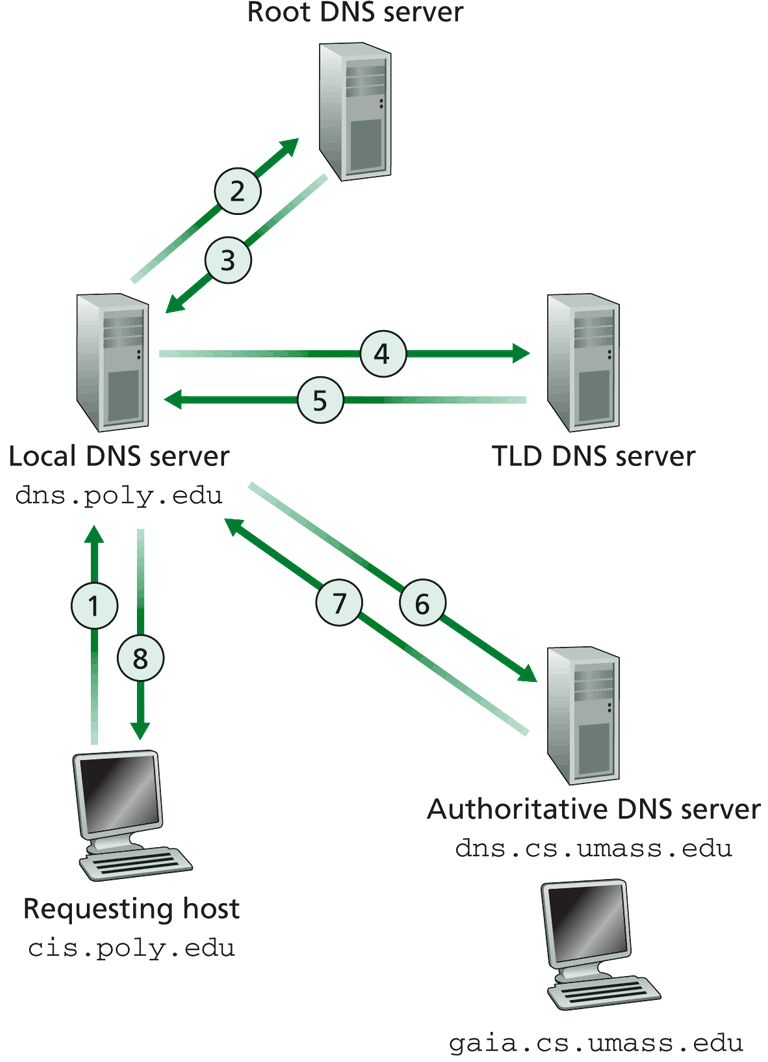 Root DNS server
2
3
4
5
Local DNS server
dns.poly.edu
TLD DNS server
1
8
7
6
Authoritative DNS server
dns.cs.umass.edu
Requesting host
cis.poly.edu
gaia.cs.umass.edu